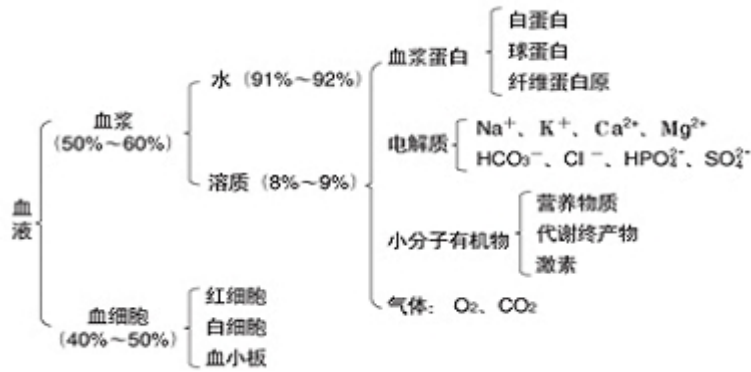 血液
血浆
(50%～60%)
水 (91%～92%)
溶质 (8%～9%)
血浆蛋白
白蛋白
球蛋白
纤维蛋白原
电解质
Na⁺、K⁺、Ca²⁺、Mg²⁺
HCO₃⁻、Cl⁻、HPO₄²⁻、SO₄²⁻
小分子有机物
营养物质
代谢终产物
激素
气体： O₂、CO₂
血细胞
(40%～50%)
红细胞
白细胞
血小板